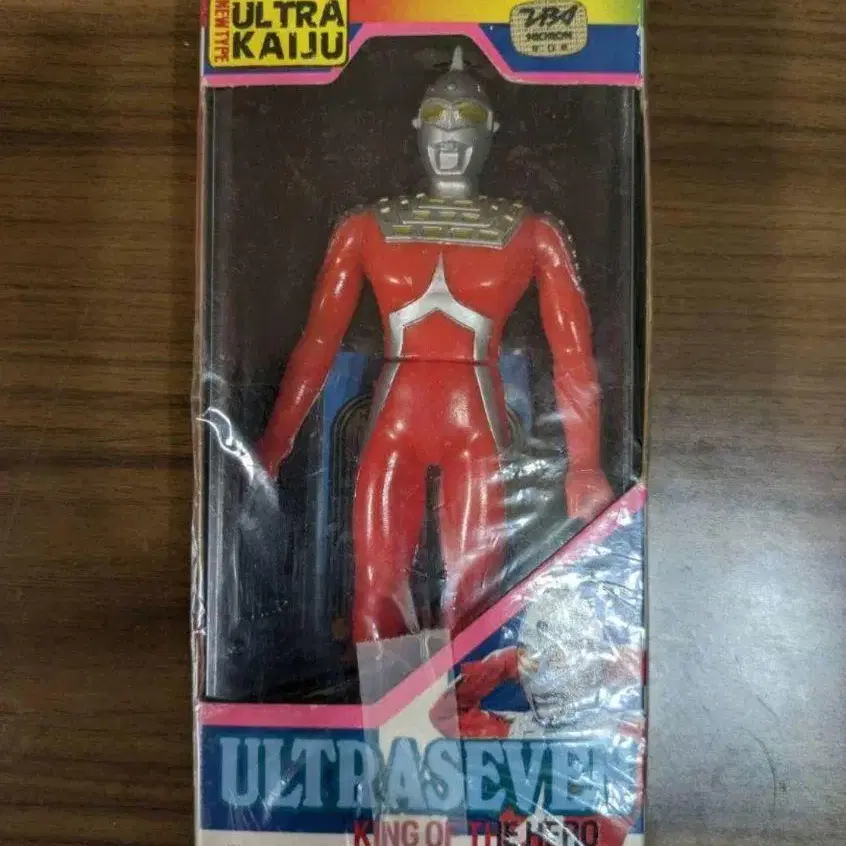 NEW TYPE
ULTRA
KAIJU
ULTRASEVEN
KING OF THE HERO